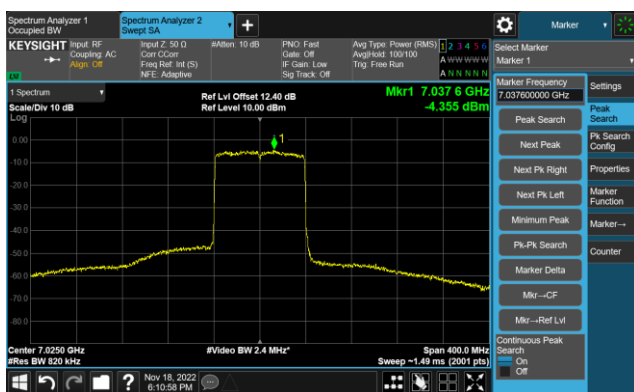 Spectrum Analyzer 1
Occupied BW
Spectrum Analyzer 2
Swept SA
Marker
KEYSIGHT
Input: RF
Coupling: AC
Align: Off
Input Z: 50 Ω
Corr CCorr
Freq Ref: Int (S)
NFE: Adaptive
#Atten: 10 dB
PNO: Fast
Gate: Off
IF Gain: Low
Sig Track: Off
Avg Type: Power (RMS)
Avg|Hold: 100/100
Trig: Free Run
1 2 3 4 5 6
A W W W W W
A N N N N N
LXI
Select Marker
Marker 1
1 Spectrum
Scale/Div 10 dB
Log
Ref Lvl Offset 12.40 dB
Ref Level 10.00 dBm
Mkr1 7.037 6 GHz
-4.355 dBm
1
0.00
-10.0
-20.0
-30.0
-40.0
-50.0
-60.0
-70.0
-80.0
Center 7.0250 GHz
#Res BW 820 kHz
#Video BW 2.4 MHz*
Span 400.0 MHz
Sweep ~1.49 ms (2001 pts)
Marker Frequency
7.037600000 GHz
Peak Search
Next Peak
Next Pk Right
Next Pk Left
Minimum Peak
Pk-Pk Search
Marker Delta
Mkr→CF
Mkr→Ref Lvl
Continuous Peak
Search
On
Off
Settings
Peak
Search
Pk Search
Config
Properties
Marker
Function
Marker→
Counter
?
Nov 18, 2022
6:10:58 PM